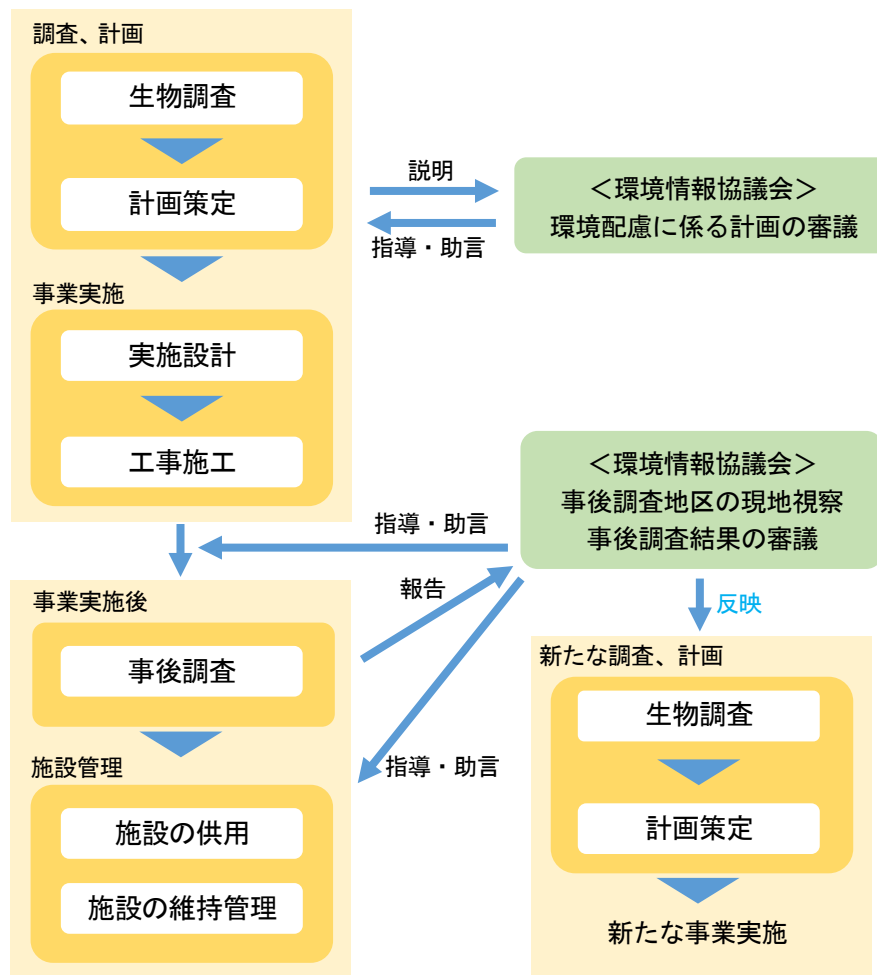 調査、計画
生物調査
計画策定
説明
指導・助言
＜環境情報協議会＞
環境配慮に係る計画の審議
事業実施
実施設計
工事施工
指導・助言
＜環境情報協議会＞
事後調査地区の現地視察
事後調査結果の審議
事業実施後
事後調査
報告
反映
施設管理
施設の供用
施設の維持管理
指導・助言
新たな調査、計画
生物調査
計画策定
新たな事業実施